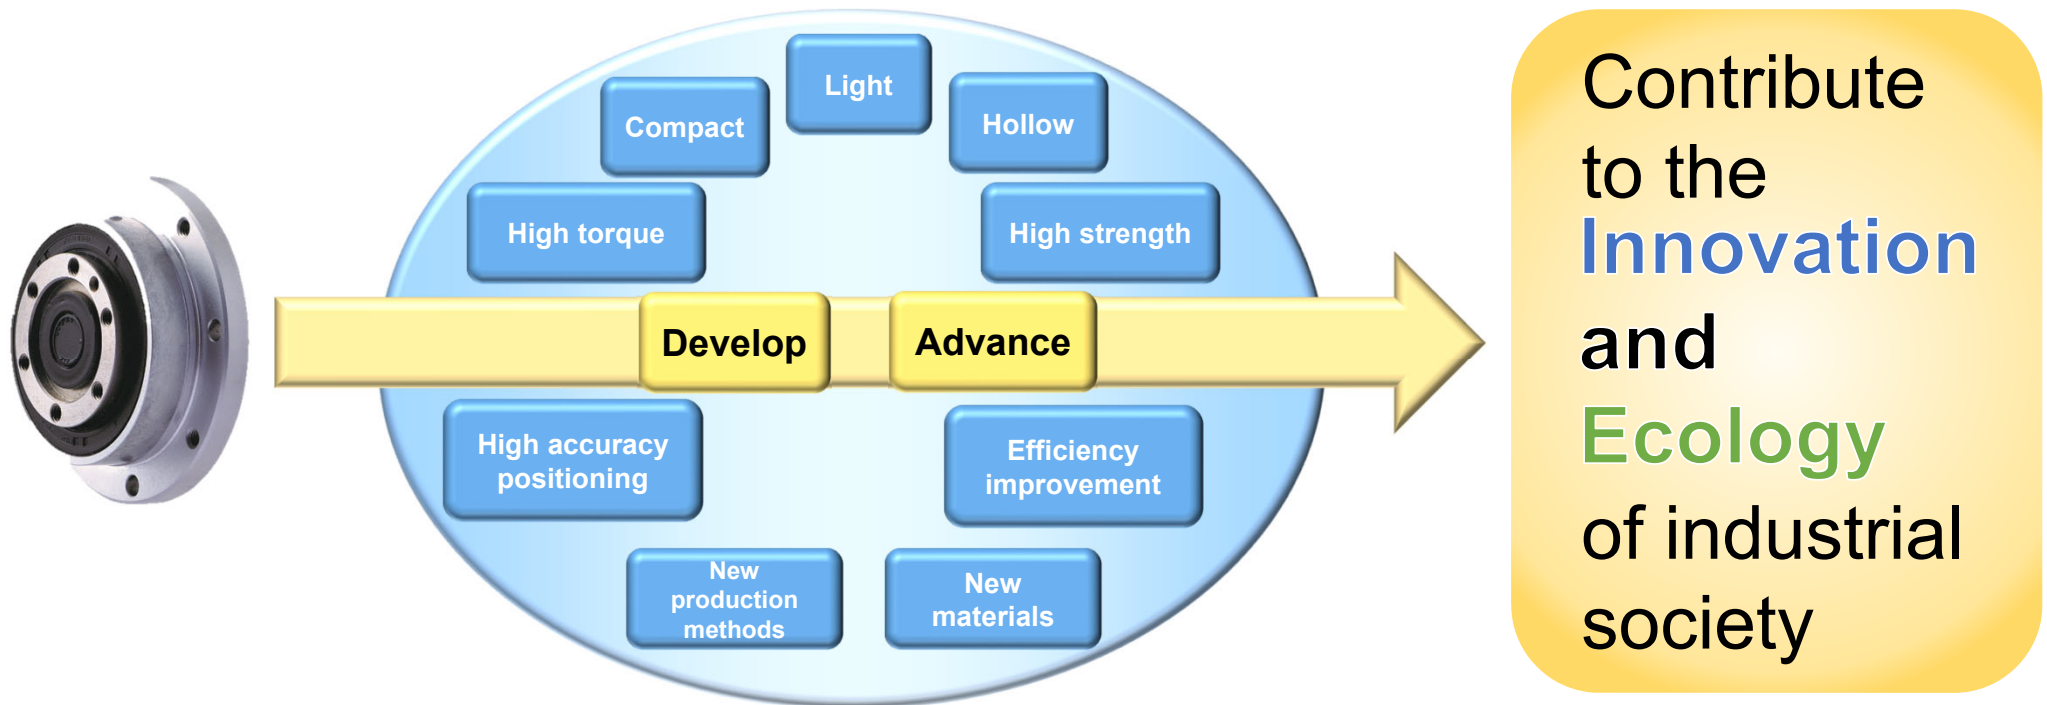 Light
Compact
Hollow
High torque
High strength
Develop
Advance
High accuracy
positioning
Efficiency
improvement
New
production
methods
New
materials
Contribute
to the
Innovation
and
Ecology
of industrial
society